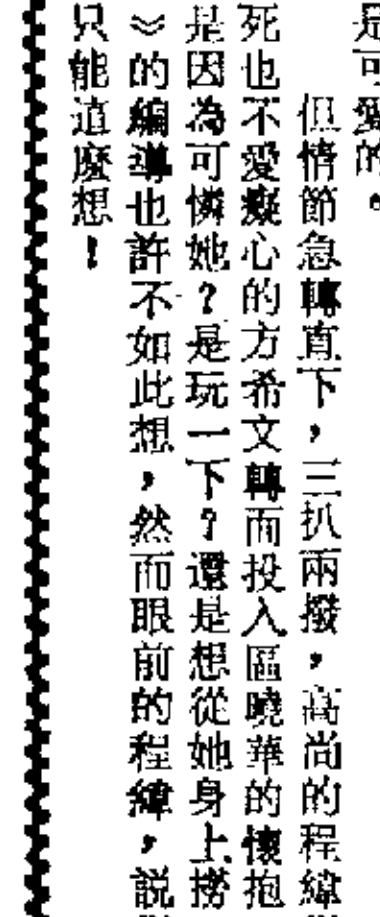 是可愛的。
但情節急轉直下，三扒兩撥，高尚的程緯
死也不愛癡心的方希文轉而投入區曉華的懷抱
是因為可憐她？是玩一下？還是想從她身上撈
》的編導也許不如此想，然而眼前的程緯，説
只能這麼想！